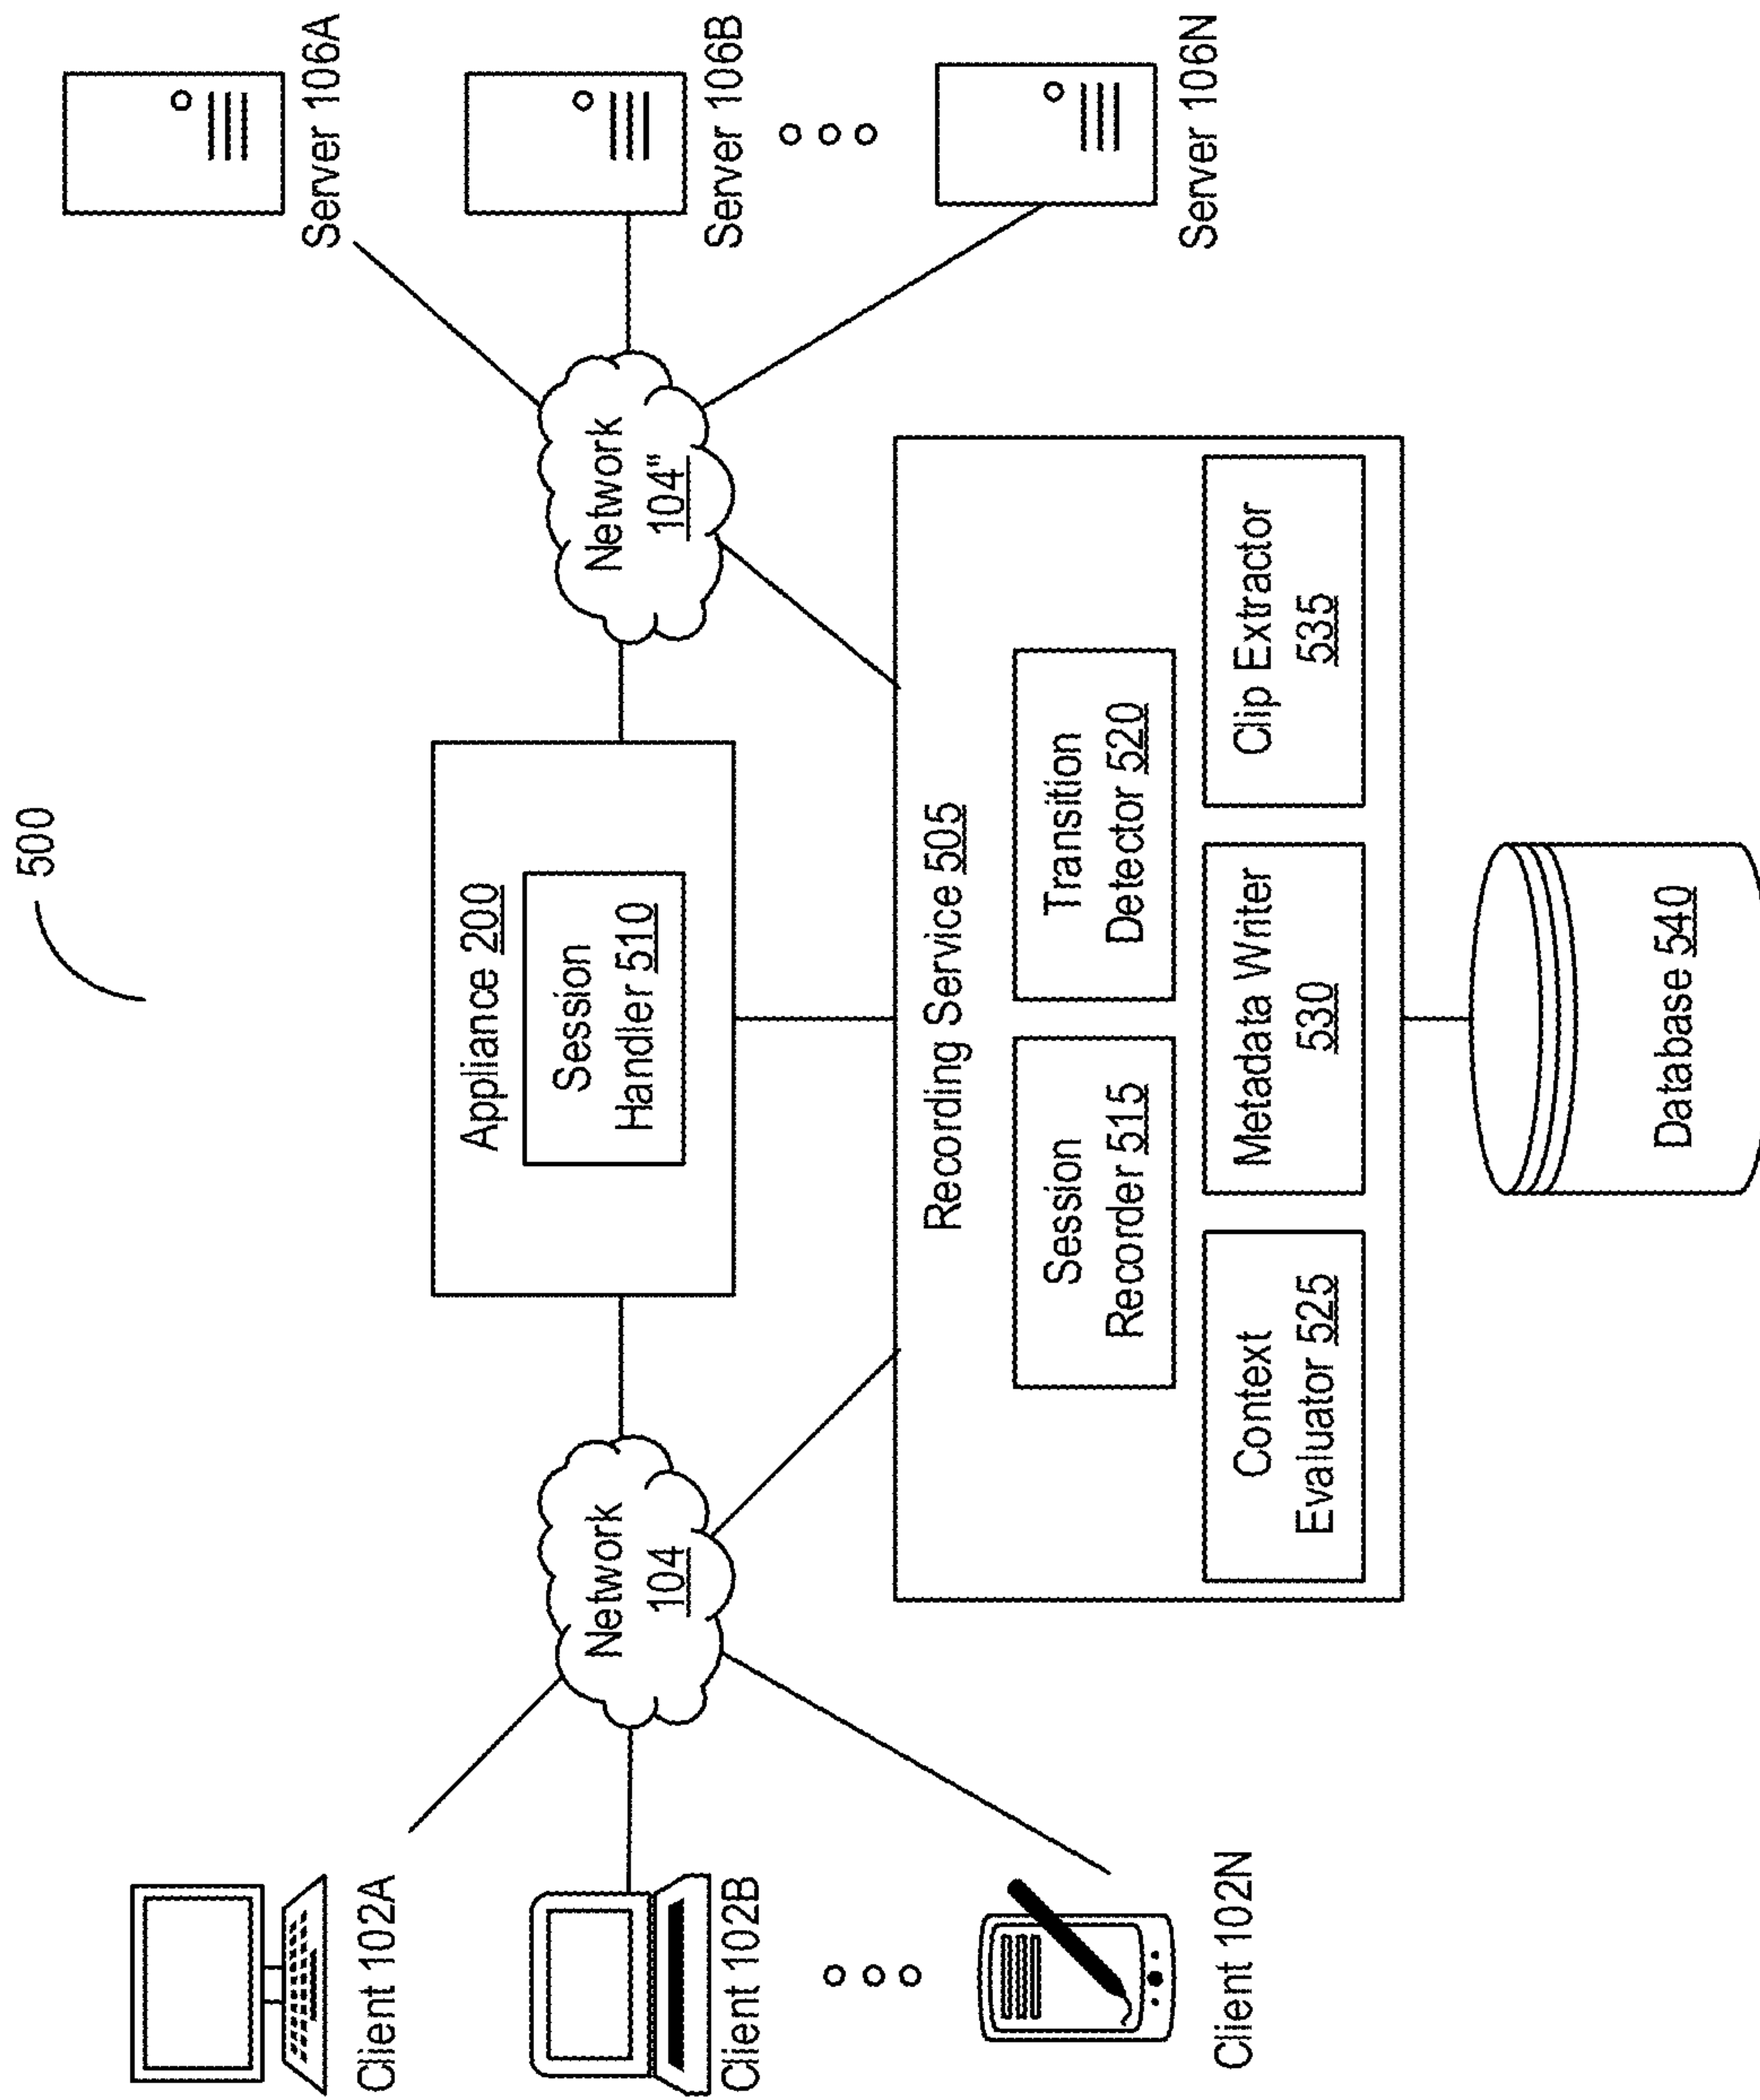 500
Client 102A
Client 102B
Client 102N
Network
104
Appliance 200
Session
Handler 510
Network
104"
Server 106A
Server 106B
Server 106N
Recording Service 505
Session
Recorder 515
Transition
Detector 520
Context
Evaluator 525
Metadata Writer
530
Clip Extractor
535
Database 540